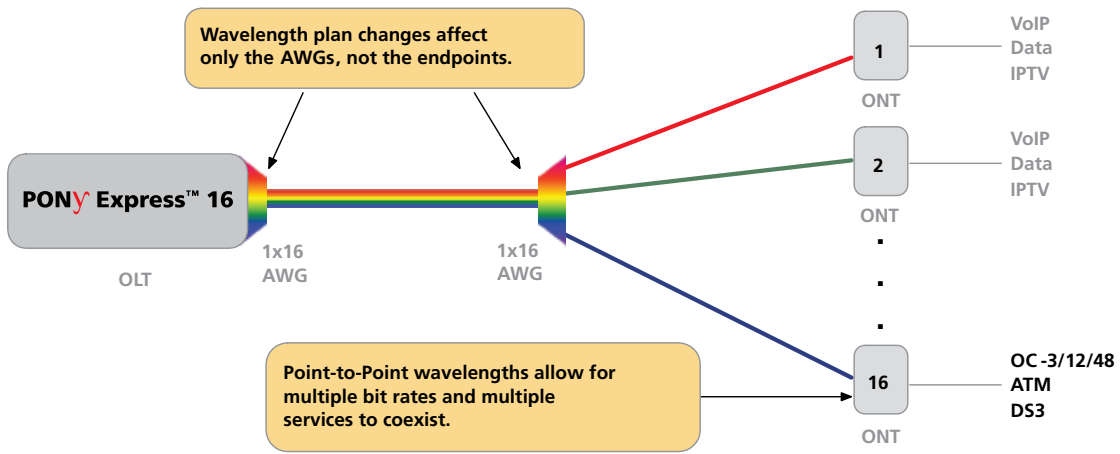 Wavelength plan changes affect
only the AWGs, not the endpoints.
PONy Express™ 16
OLT
1x16
AWG
1x16
AWG
1
ONT
VoIP
Data
IPTV
2
ONT
VoIP
Data
IPTV
Point-to-Point wavelengths allow for
multiple bit rates and multiple
services to coexist.
16
ONT
OC-3/12/48
ATM
DS3